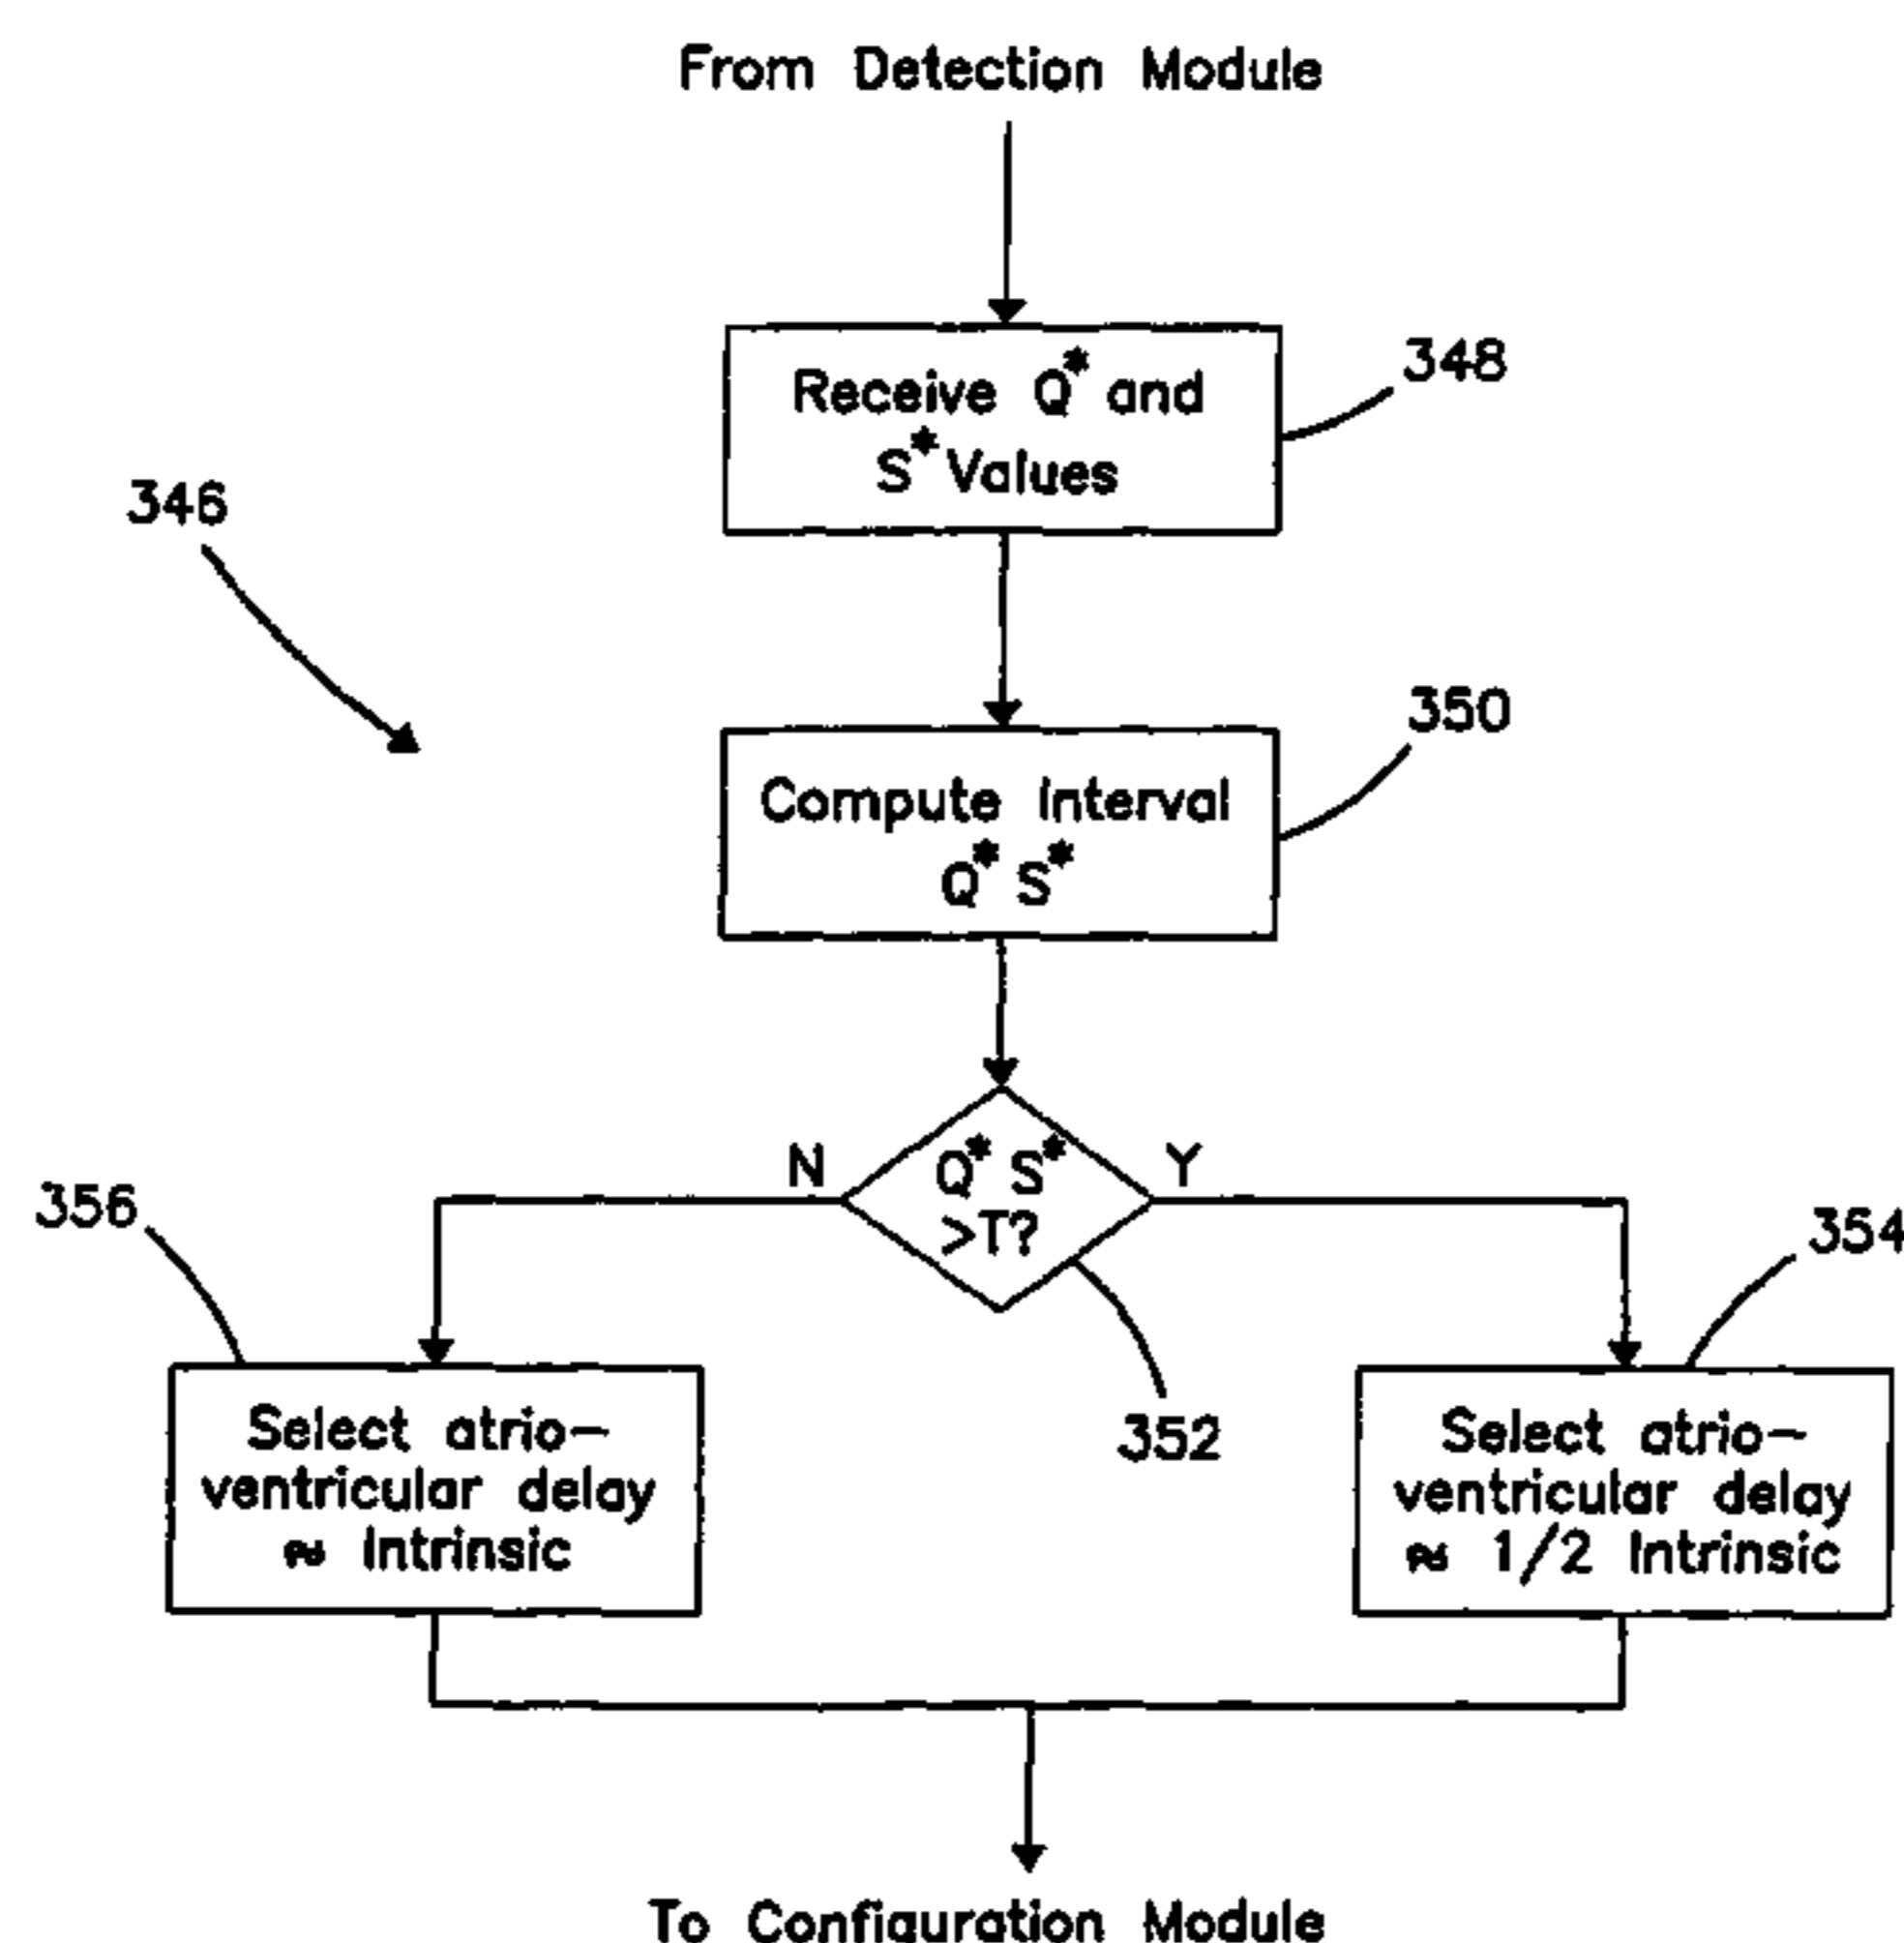 From Detection Module
Receive Q* and
S* Values
348
346
Compute Interval
Q* S*
350
N
Q* S*
>T?
Y
356
354
352
Select atrio-
ventricular delay
≈ Intrinsic
Select atrio-
ventricular delay
≈ 1/2 Intrinsic
To Configuration Module